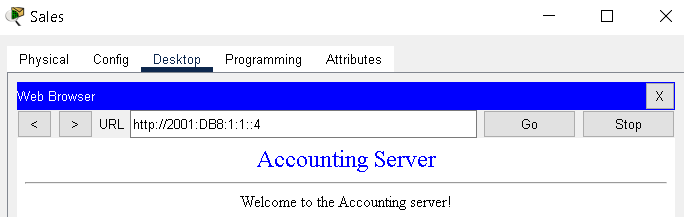 Sales
Physical Config Desktop Programming Attributes
Web Browser X
< > URL http://2001:DB8:1:1::4 Go Stop
Accounting Server
Welcome to the Accounting server!